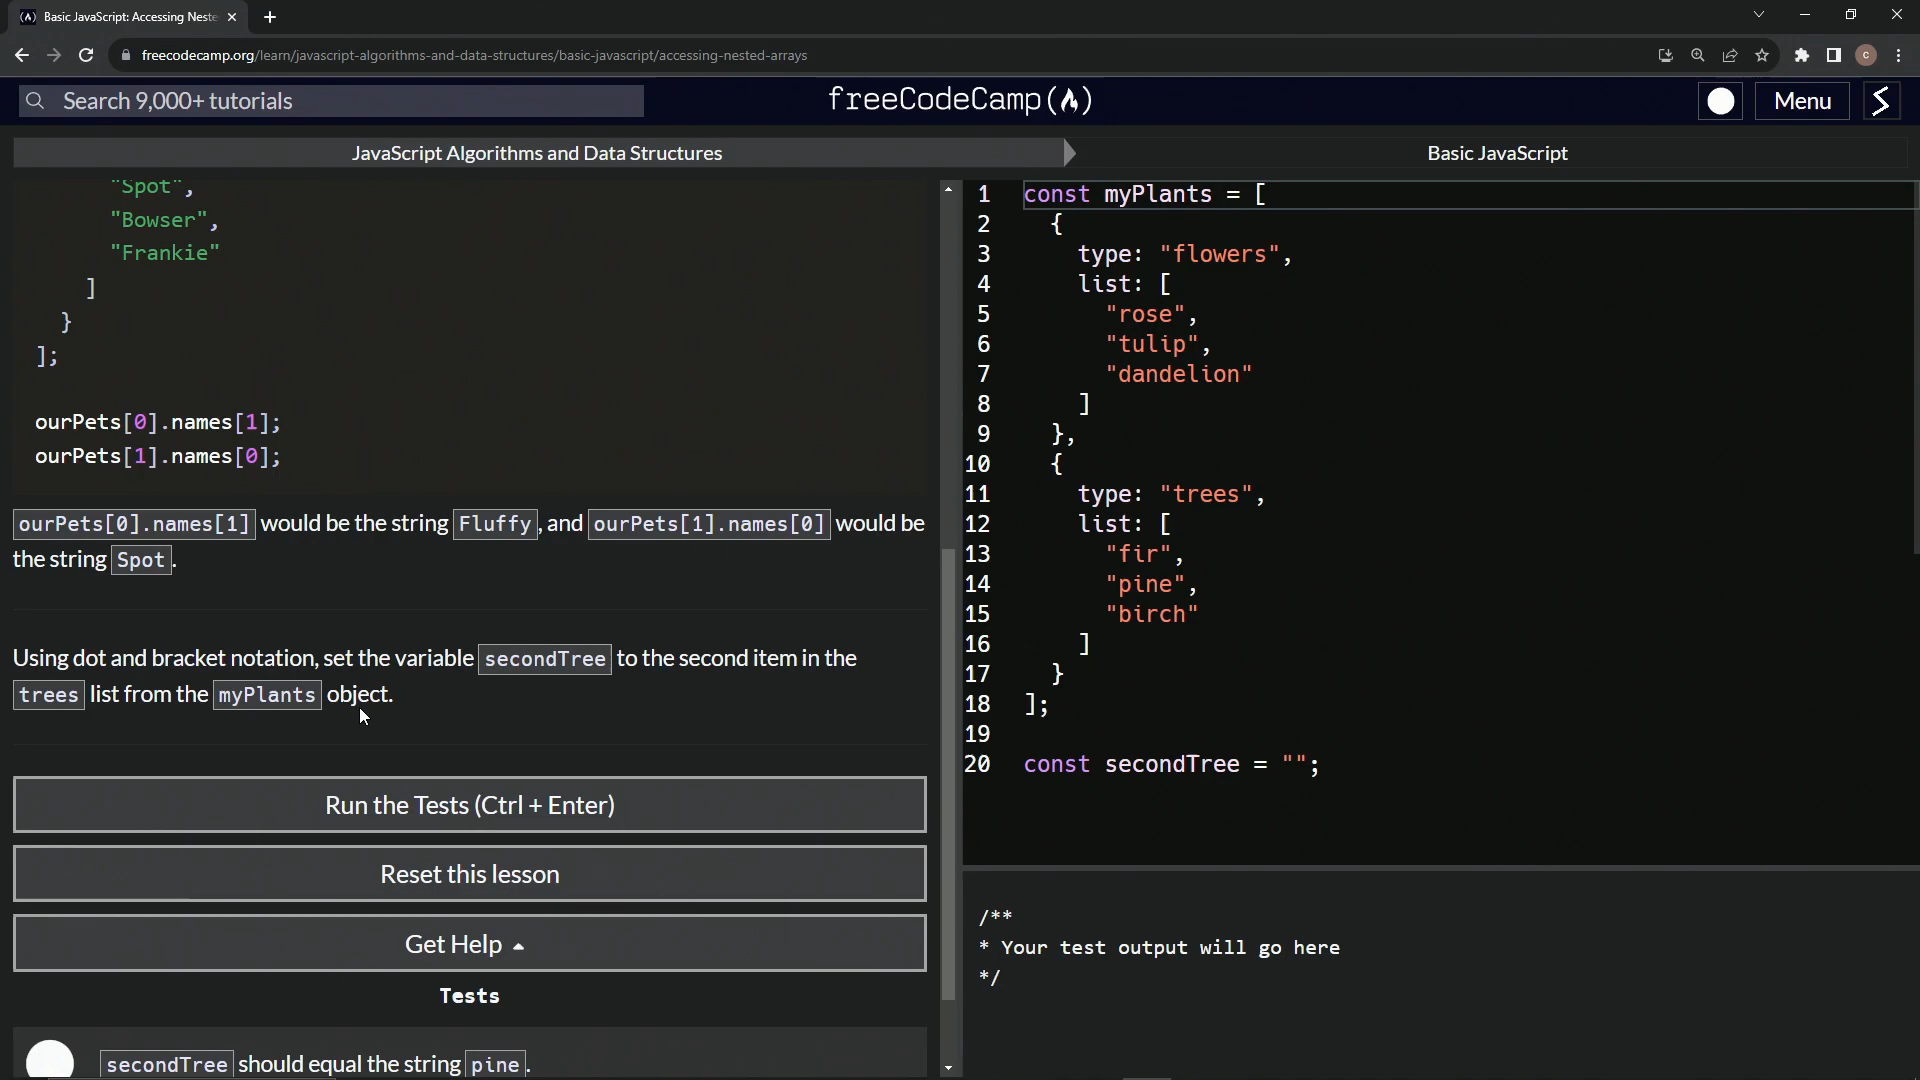 Basic JavaScript: Accessing Neste
freecodecamp.org/learn/javascript-algorithms-and-data-structures/basic-javascript/accessing-nested-arrays
C
Search 9,000+ tutorials
freeCodeCamp
Menu
JavaScript Algorithms and Data Structures
Basic JavaScript
"Spot",
"Bowser",
"Frankie"
]
}
];
ourPets[0].names[1];
ourPets[1].names[0];
ourPets[0].names[1] would be the string Fluffy, and ourPets[1].names[0] would be
the string Spot.
Using dot and bracket notation, set the variable secondTree to the second item in the
trees list from the myPlants object.
Run the Tests (Ctrl + Enter)
Reset this lesson
Get Help
Tests
secondTree should equal the string pine.
1 const myPlants = [
2 {
3 type: "flowers",
4 list: [
5 "rose",
6 "tulip",
7 "dandelion"
8 ]
9 },
10 {
11 type: "trees",
12 list: [
13 "fir",
14 "pine",
15 "birch"
16 ]
17 }
18 ];
19
20 const secondTree = "";
/**
* Your test output will go here
*/